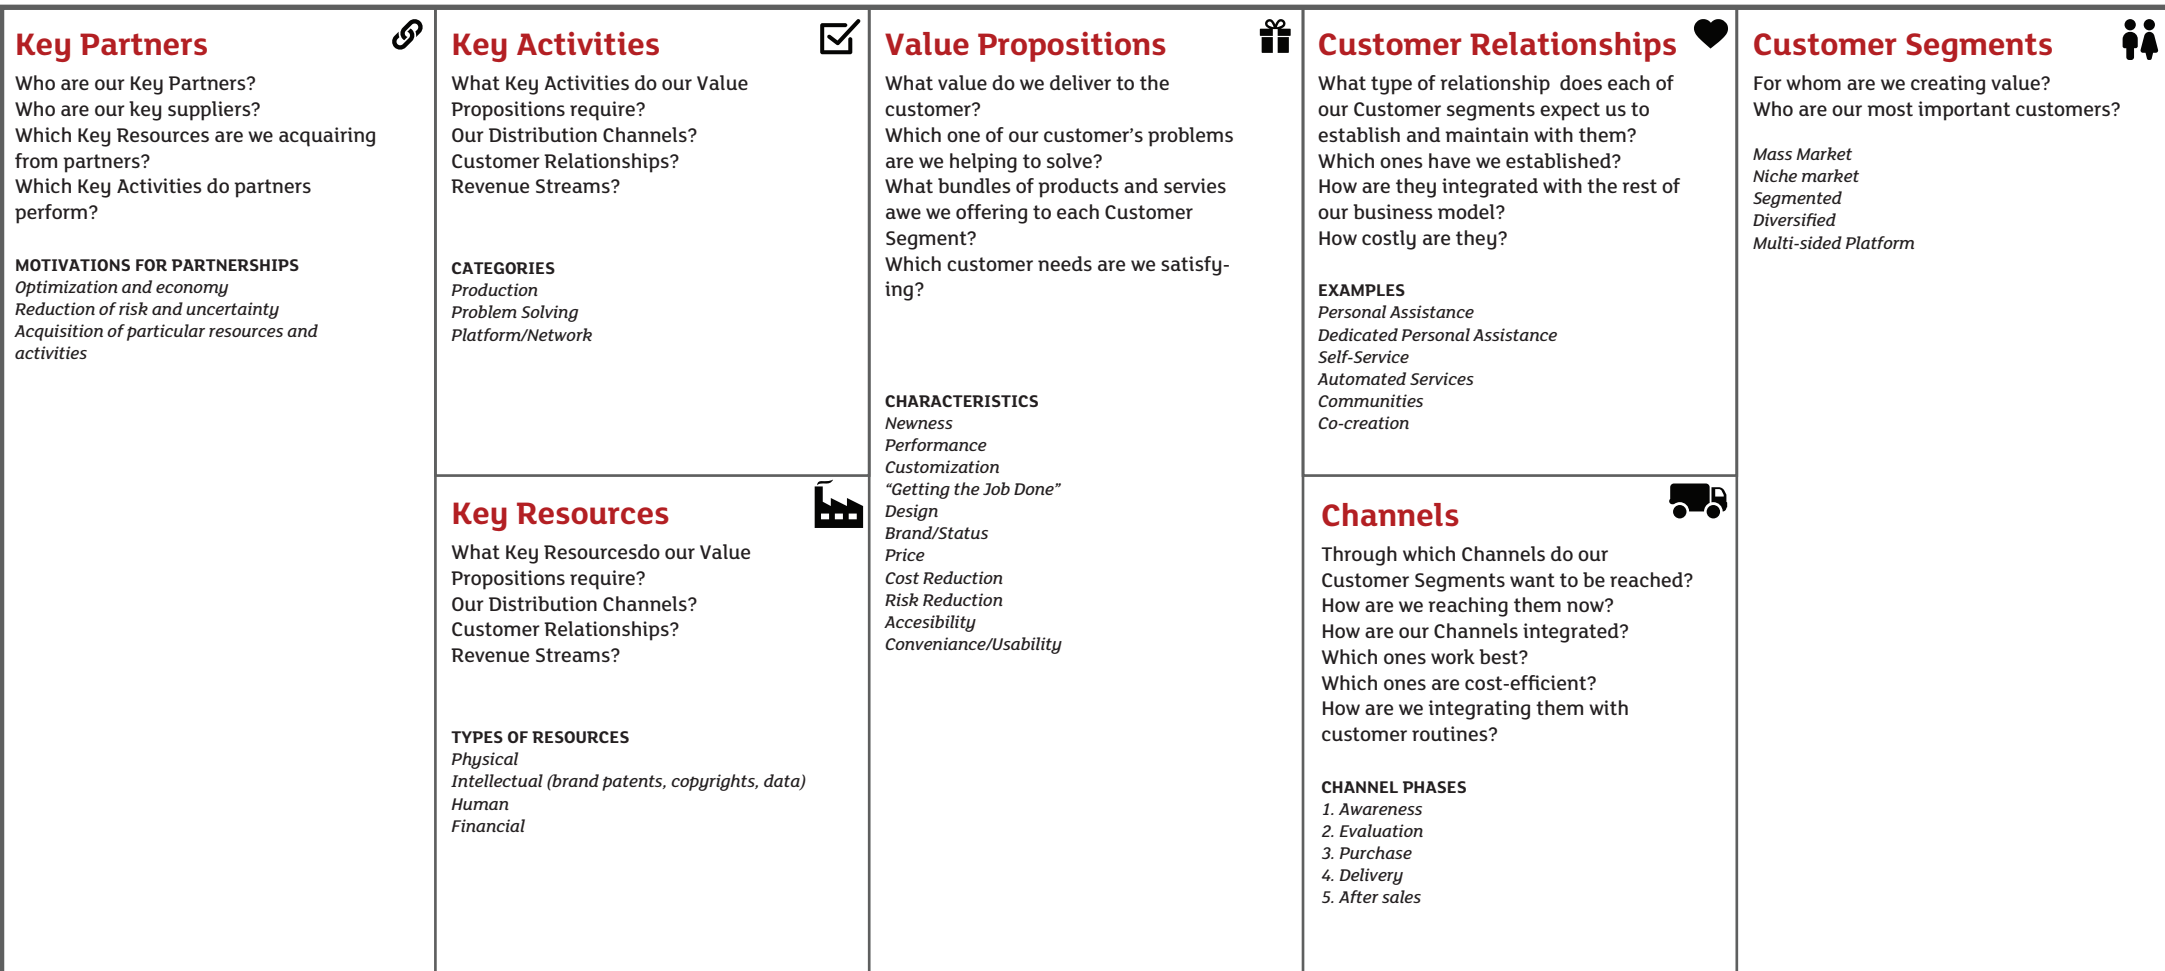 Key Partners
Who are our Key Partners?
Who are our key suppliers?
Which Key Resources are we acquairing
from partners?
Which Key Activities do partners
perform?
MOTIVATIONS FOR PARTNERSHIPS
Optimization and economy
Reduction of risk and uncertainty
Acquisition of particular resources and
activities
Key Activities
What Key Activities do our Value
Propositions require?
Our Distribution Channels?
Customer Relationships?
Revenue Streams?
CATEGORIES
Production
Problem Solving
Platform/Network
Key Resources
What Key Resourcesdo our Value
Propositions require?
Our Distribution Channels?
Customer Relationships?
Revenue Streams?
TYPES OF RESOURCES
Physical
Intellectual (brand patents, copyrights, data)
Human
Financial
Value Propositions
What value do we deliver to the
customer?
Which one of our customer’s problems
are we helping to solve?
What bundles of products and servies
awe we offering to each Customer
Segment?
Which customer needs are we satisfy-
ing?
CHARACTERISTICS
Newness
Performance
Customization
“Getting the Job Done”
Design
Brand/Status
Price
Cost Reduction
Risk Reduction
Accesibility
Conveniance/Usability
Customer Relationships
What type of relationship does each of
our Customer segments expect us to
establish and maintain with them?
Which ones have we established?
How are they integrated with the rest of
our business model?
How costly are they?
EXAMPLES
Personal Assistance
Dedicated Personal Assistance
Self-Service
Automated Services
Communities
Co-creation
Channels
Through which Channels do our
Customer Segments want to be reached?
How are we reaching them now?
How are our Channels integrated?
Which ones work best?
Which ones are cost-efficient?
How are we integrating them with
customer routines?
CHANNEL PHASES
1. Awareness
2. Evaluation
3. Purchase
4. Delivery
5. After sales
Customer Segments
For whom are we creating value?
Who are our most important customers?
Mass Market
Niche market
Segmented
Diversified
Multi-sided Platform